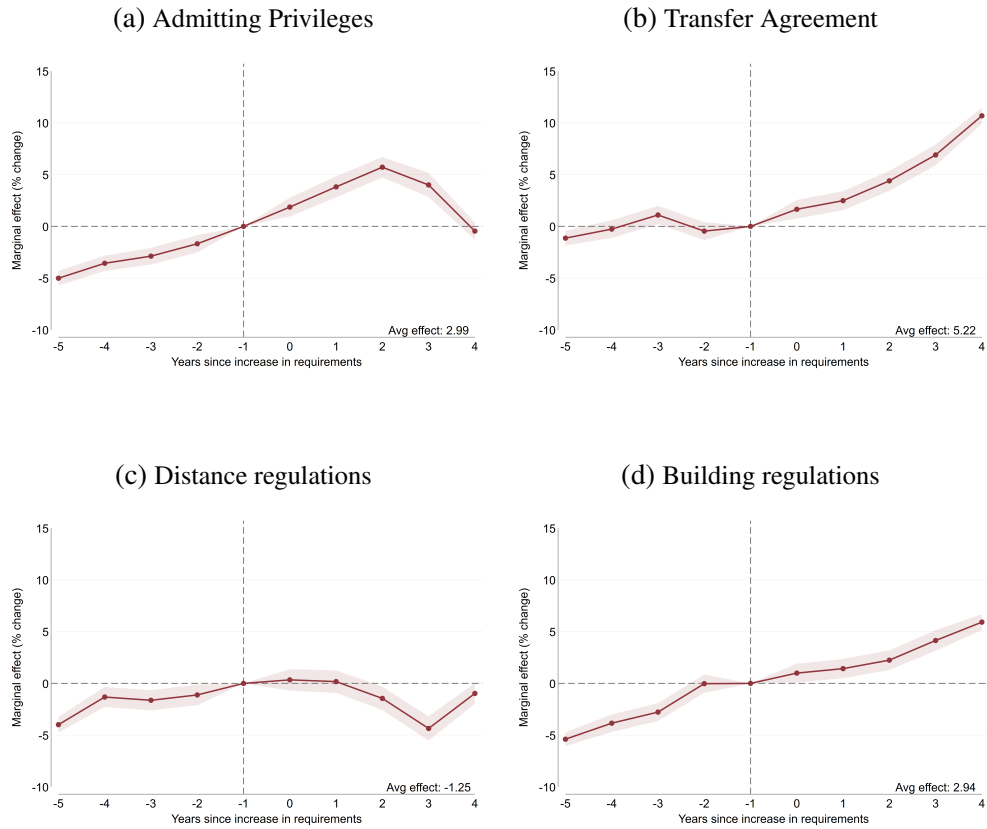 (a) Admitting Privileges
Marginal effect (% change)
15
10
5
0
-5
-10
Avg effect: 2.99
-5 -4 -3 -2 -1 0 1 2 3 4
Years since increase in requirements
(b) Transfer Agreement
Marginal effect (% change)
15
10
5
0
-5
-10
Avg effect: 5.22
-5 -4 -3 -2 -1 0 1 2 3 4
Years since increase in requirements
(c) Distance regulations
Marginal effect (% change)
15
10
5
0
-5
-10
Avg effect: -1.25
-5 -4 -3 -2 -1 0 1 2 3 4
Years since increase in requirements
(d) Building regulations
Marginal effect (% change)
15
10
5
0
-5
-10
Avg effect: 2.94
-5 -4 -3 -2 -1 0 1 2 3 4
Years since increase in requirements